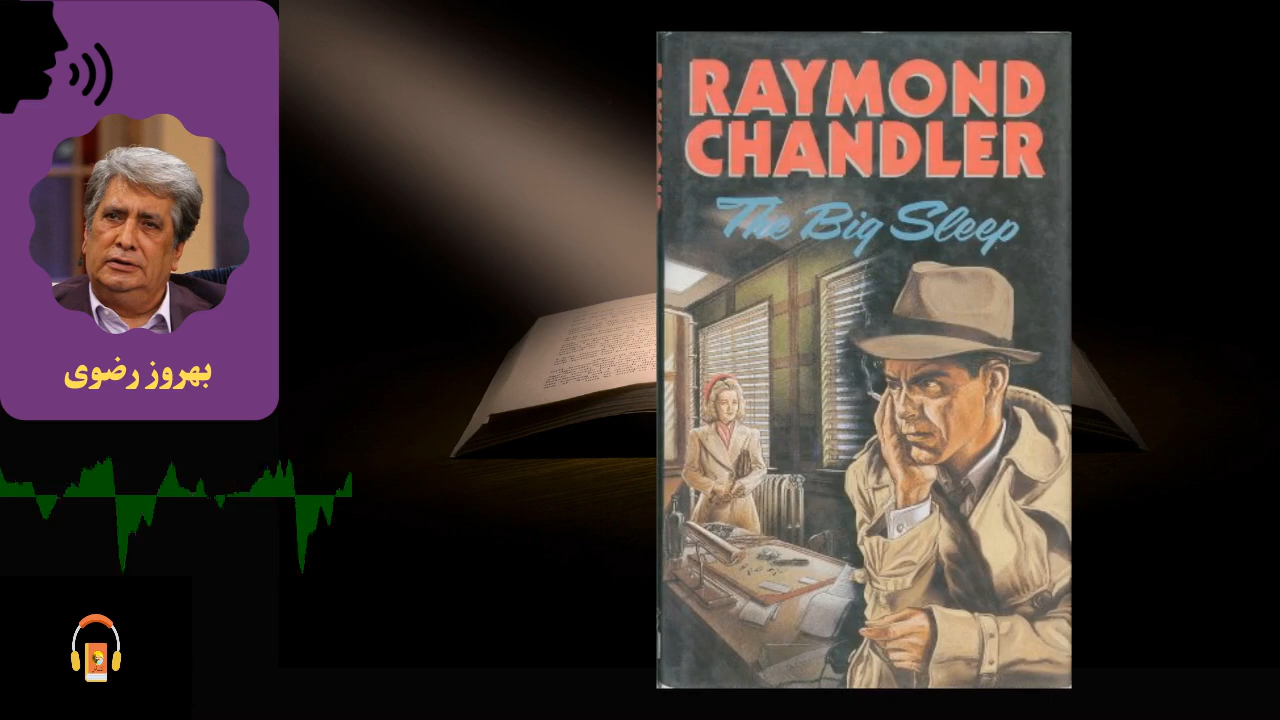 بهروز رضوی
RAYMOND
CHANDLER
The Big Sleep